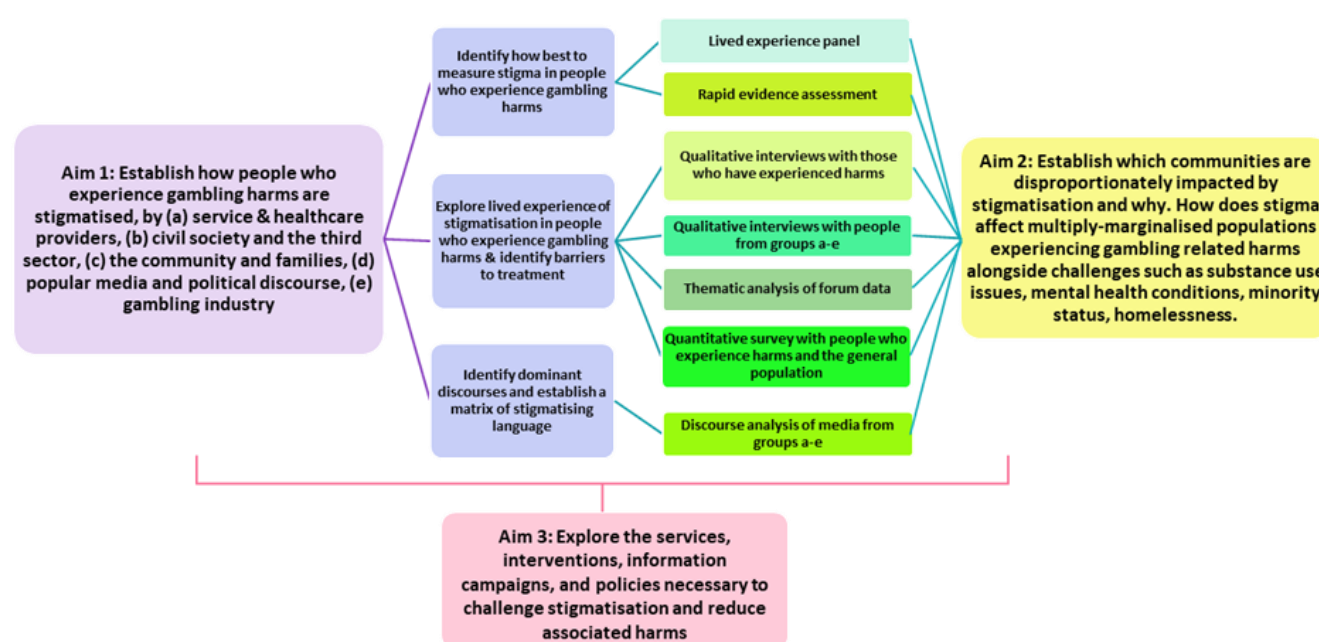 Aim 1: Establish how people who
experience gambling harms are
stigmatised, by (a) service & healthcare
providers, (b) civil society and the third
sector, (c) the community and families, (d)
popular media and political discourse, (e)
gambling industry
Identify how best to
measure stigma in people
who experience gambling
harms
Explore lived experience of
stigmatisation in people
who experience gambling
harms & identify barriers
to treatment
Identify dominant
discourses and establish a
matrix of stigmatising
language
Lived experience panel
Rapid evidence assessment
Qualitative interviews with those
who have experienced harms
Qualitative interviews with people
from groups a-e
Thematic analysis of forum data
Quantitative survey with people who
experience harms and the general
population
Discourse analysis of media from
groups a-e
Aim 2: Establish which communities are
disproportionately impacted by
stigmatisation and why. How does stigma
affect multiply-marginalised populations
experiencing gambling related harms
alongside challenges such as substance use
issues, mental health conditions, minority
status, homelessness.
Aim 3: Explore the services,
interventions, information
campaigns, and policies necessary to
challenge stigmatisation and reduce
associated harms